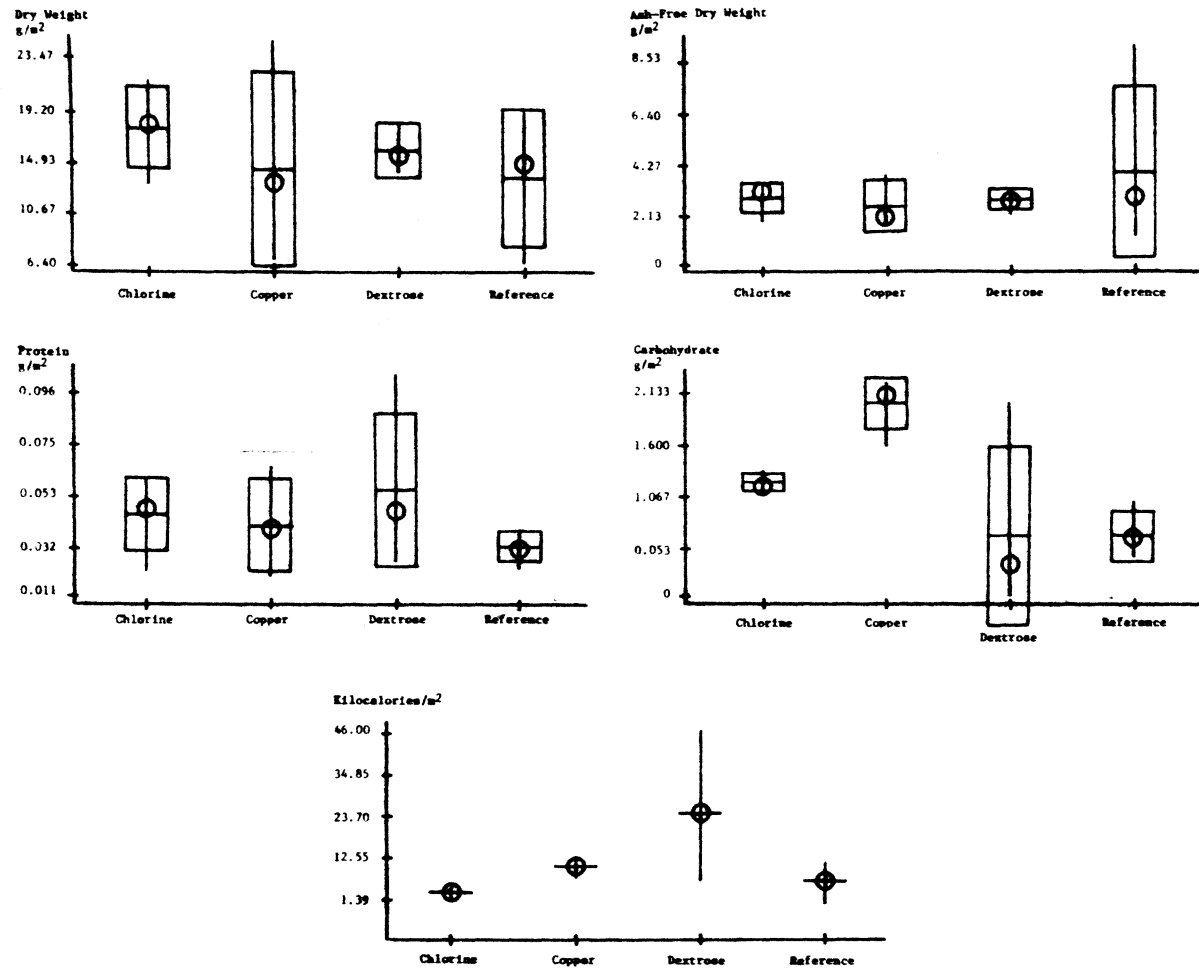 Dry Weight
g/m2
23.47
19.20
14.93
10.67
6.40
Chlorine Copper Dextrose Reference
Ash-Free Dry Weight
g/m2
8.53
6.40
4.27
2.13
0
Chlorine Copper Dextrose Reference
Protein
g/m2
0.096
0.075
0.053
0.032
0.011
Chlorine Copper Dextrose Reference
Carbohydrate
g/m2
2.133
1.600
1.067
0.053
0
Chlorine Copper Dextrose Reference
Kilocalories/m2
46.00
34.85
23.70
12.55
1.39
Chlorine Copper Dextrose Reference